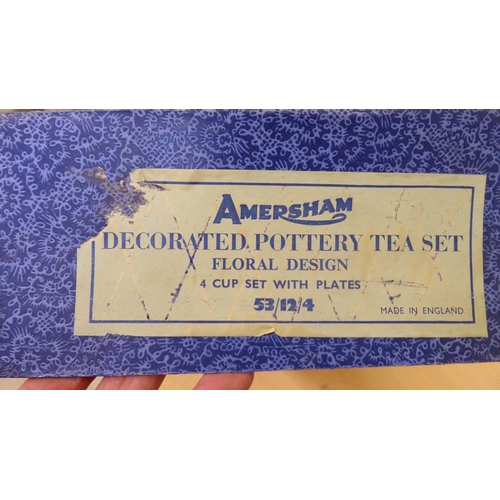 AMERSHAM
DECORATED. POTTERY TEA SET
FLORAL DESIGN
4 CUP SET WITH PLATES
53/12/4
MADE IN ENGLAND